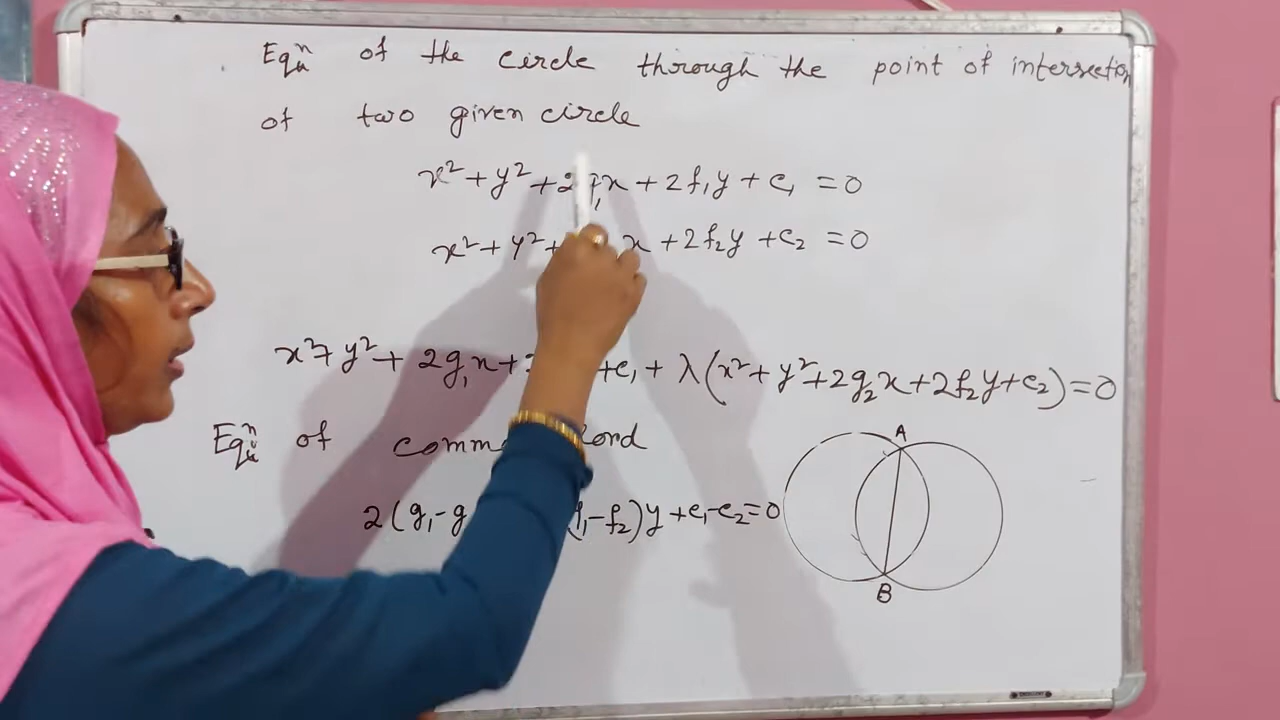 Eqⁿ of the circle through the point of intersection
of two given circle
x² + y² + 2g₁x + 2f₁y + c₁ = 0
x² + y² + x + 2f₂y + c₂ = 0
x² + y² + 2g₁x + +c₁ + λ(x² + y² + 2g₂x + 2f₂y + c₂) = 0
Eqⁿ of
2(g₁-g f₁-f₂)y + c₁-c₂=0
A
B